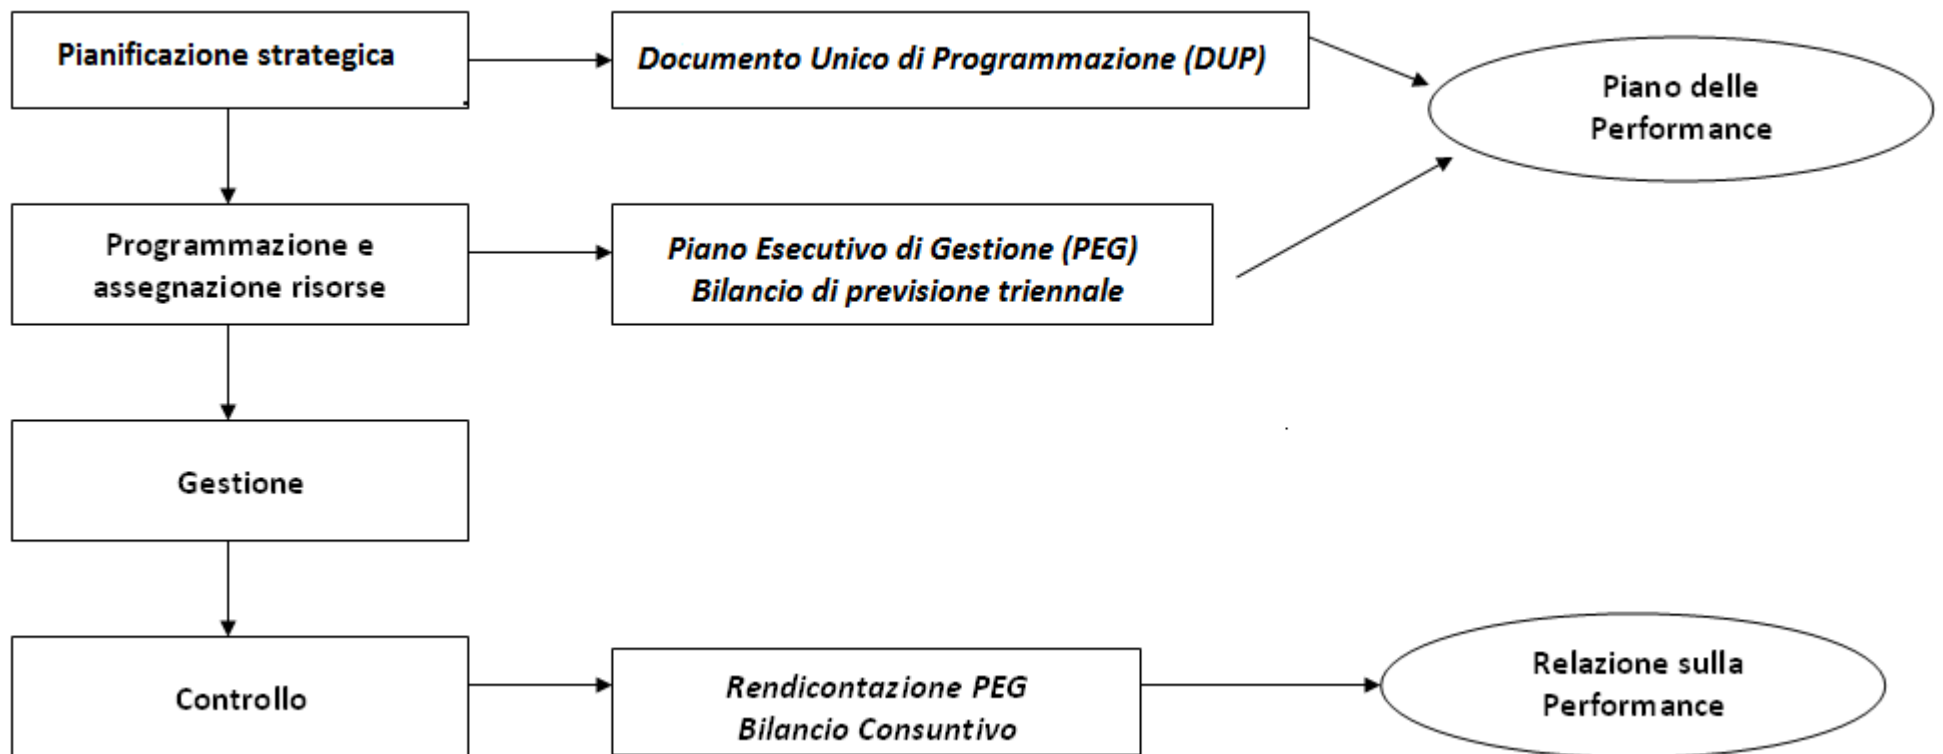 Pianificazione strategica
Documento Unico di Programmazione (DUP)
Piano delle
Performance
Programmazione e
assegnazione risorse
Piano Esecutivo di Gestione (PEG)
Bilancio di previsione triennale
Gestione
Controllo
Rendicontazione PEG
Bilancio Consuntivo
Relazione sulla
Performance